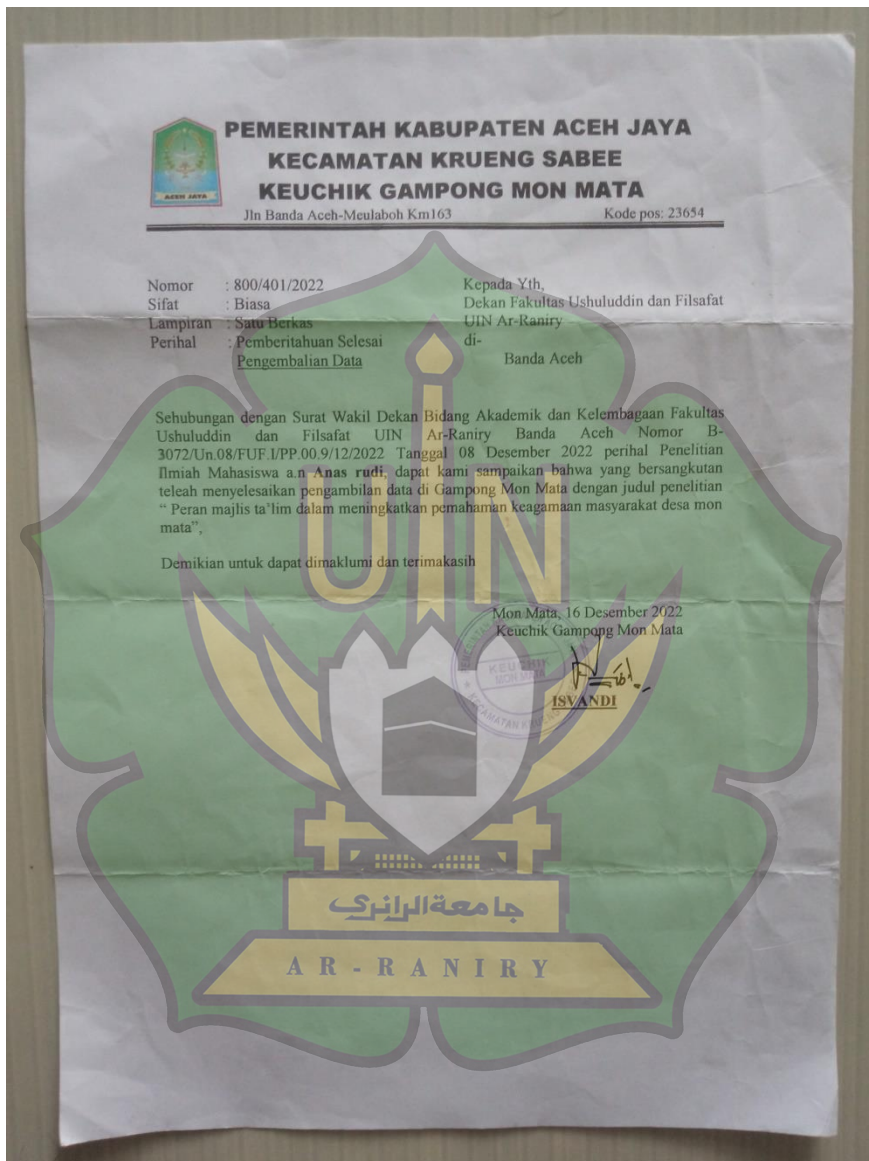 PEMERINTAH KABUPATEN ACEH JAYA
KECAMATAN KRUENG SABEE
KEUCHIK GAMPONG MON MATA
ACEH JAYA
Jln Banda Aceh-Meulaboh Km163 Kode pos: 23654
Nomor : 800/401/2022
Sifat : Biasa
Lampiran : Satu Berkas
Perihal : Pemberitahuan Selesai
Pengembalian Data
Kepada Yth,
Dekan Fakultas Ushuluddin dan Filsafat
UIN Ar-Raniry
di-
Banda Aceh
Sehubungan dengan Surat Wakil Dekan Bidang Akademik dan Kelembagaan Fakultas
Ushuluddin dan Filsafat UIN Ar-Raniry Banda Aceh Nomor B-
3072/Un.08/FUF.I/PP.00.9/12/2022 Tanggal 08 Desember 2022 perihal Penelitian
Ilmiah Mahasiswa a.n Anas rudi, dapat kami sampaikan bahwa yang bersangkutan
teleah menyelesaikan pengambilan data di Gampong Mon Mata dengan judul penelitian
“ Peran majlis ta’lim dalam meningkatkan pemahaman keagamaan masyarakat desa mon
mata”,
Demikian untuk dapat dimaklumi dan terimakasih
Mon Mata, 16 Desember 2022
Keuchik Gampong Mon Mata
KEUCHIK
MON MATA
KECAMATAN KRUENG
ISVANDI
UIN
جامعة الرانري
AR-RANIRY